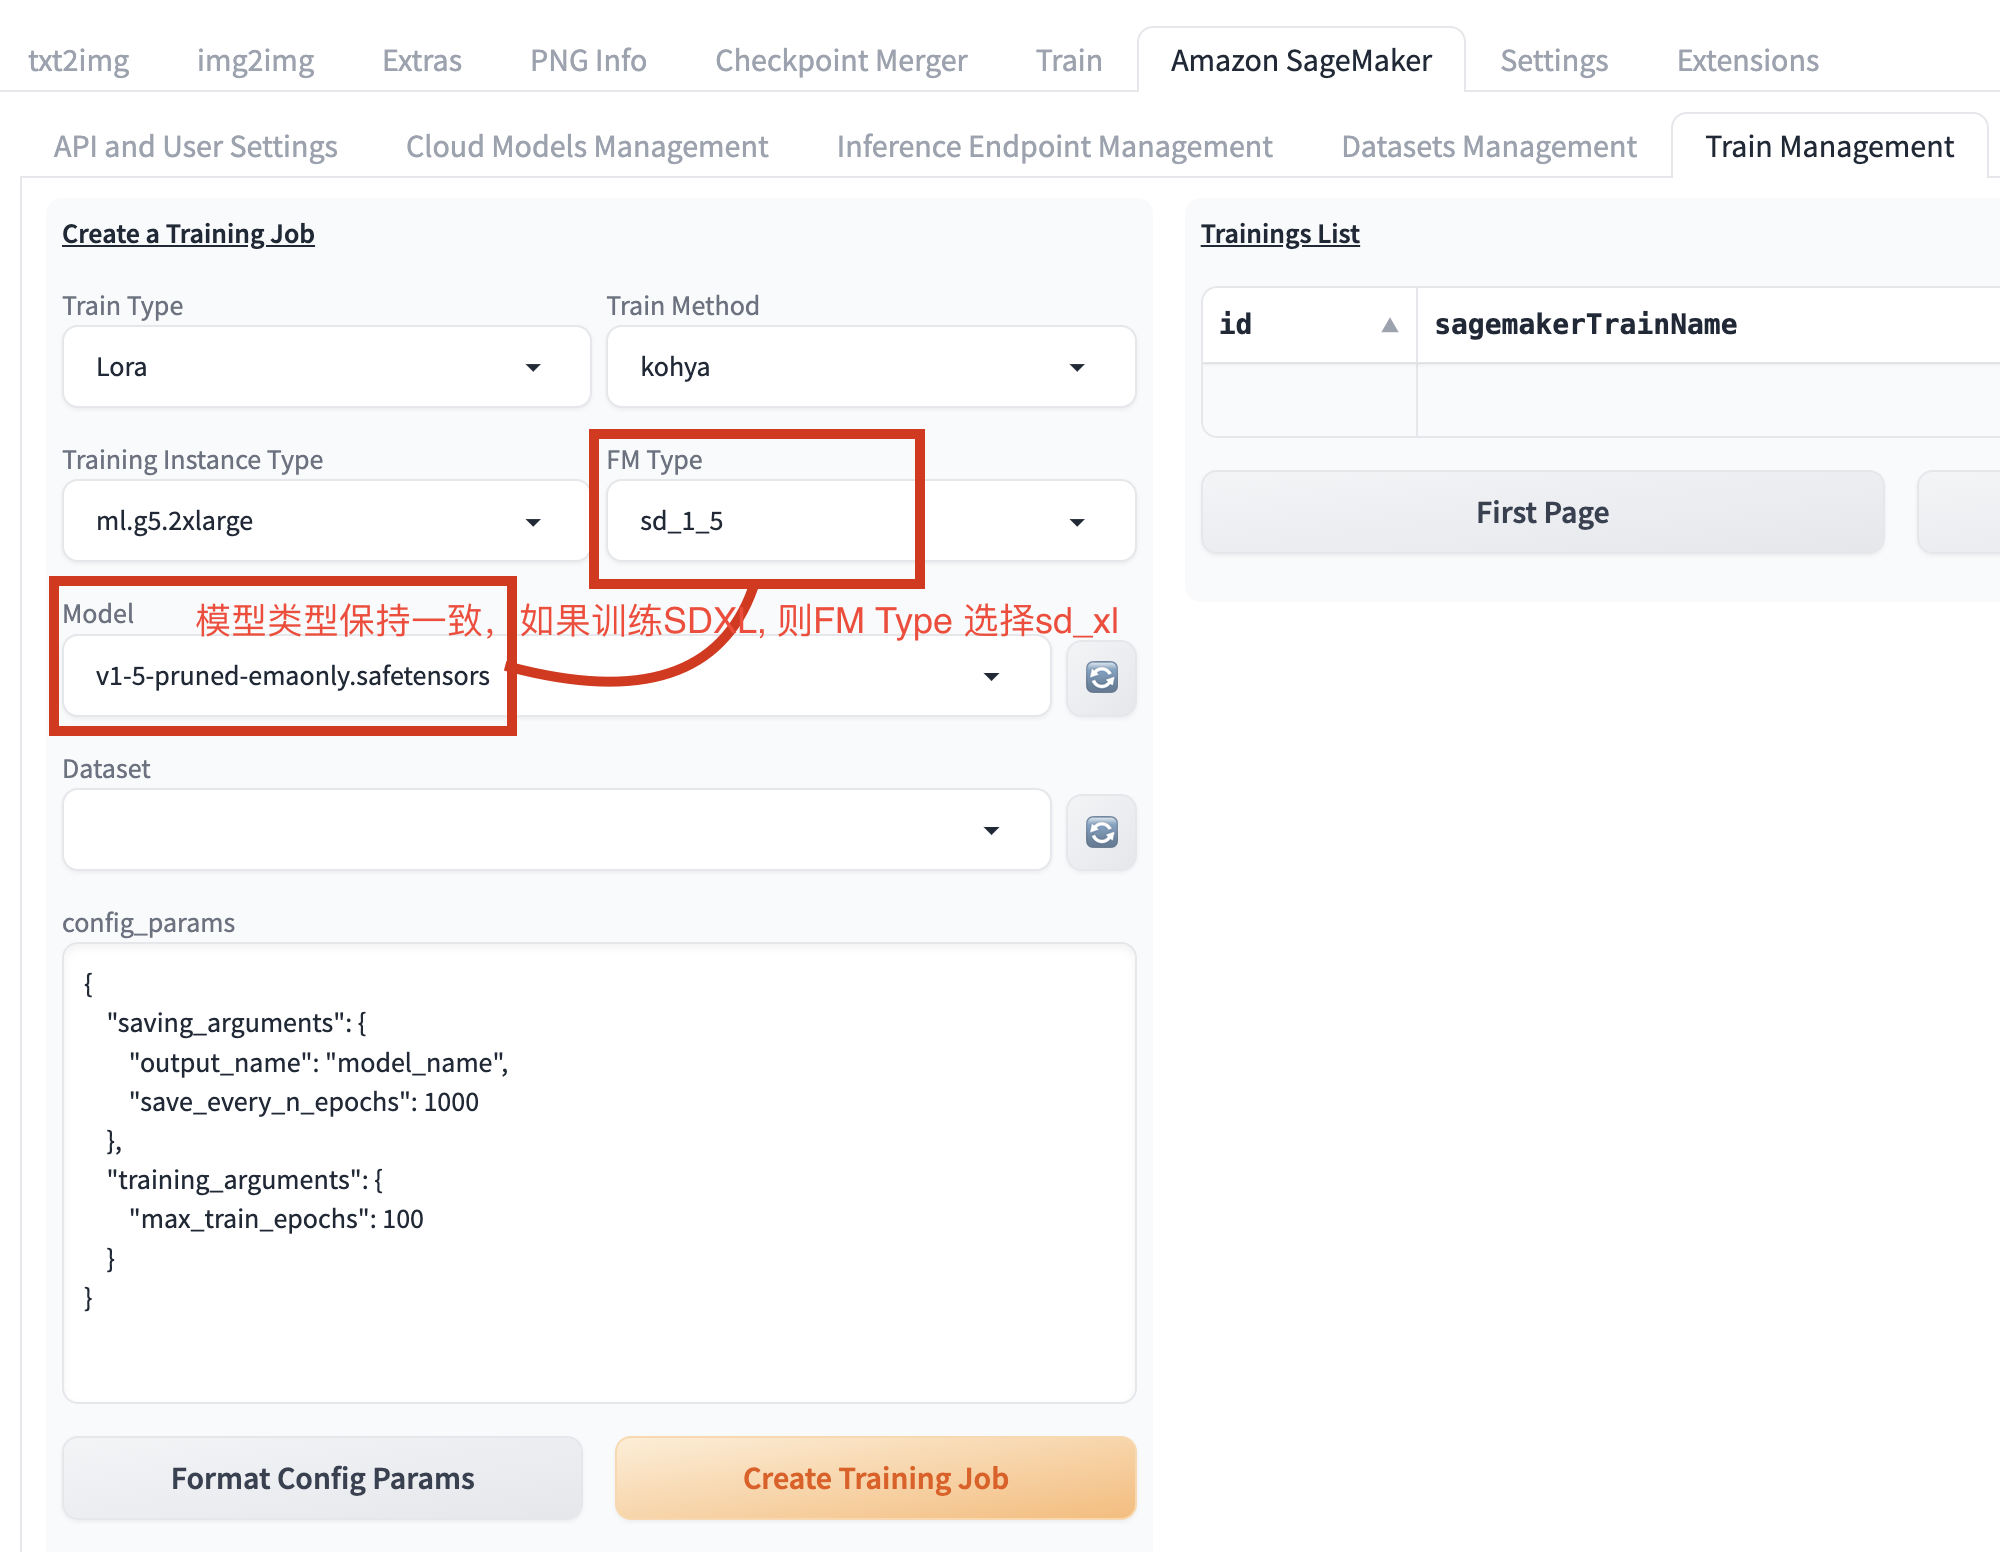 txt2img img2img Extras PNG Info Checkpoint Merger Train Amazon SageMaker Settings Extensions
API and User Settings Cloud Models Management Inference Endpoint Management Datasets Management Train Management
Create a Training Job
Train Type Train Method
Lora kohya
Training Instance Type FM Type
ml.g5.2xlarge sd_1_5
Model 模型类型保持一致，如果训练SDXL, 则FM Type 选择sd_xl
v1-5-pruned-emaonly.safetensors
Dataset
config_params
{
"saving_arguments": {
"output_name": "model_name",
"save_every_n_epochs": 1000
},
"training_arguments": {
"max_train_epochs": 100
}
}
Format Config Params Create Training Job
Trainings List
id sagemakerTrainName
First Page